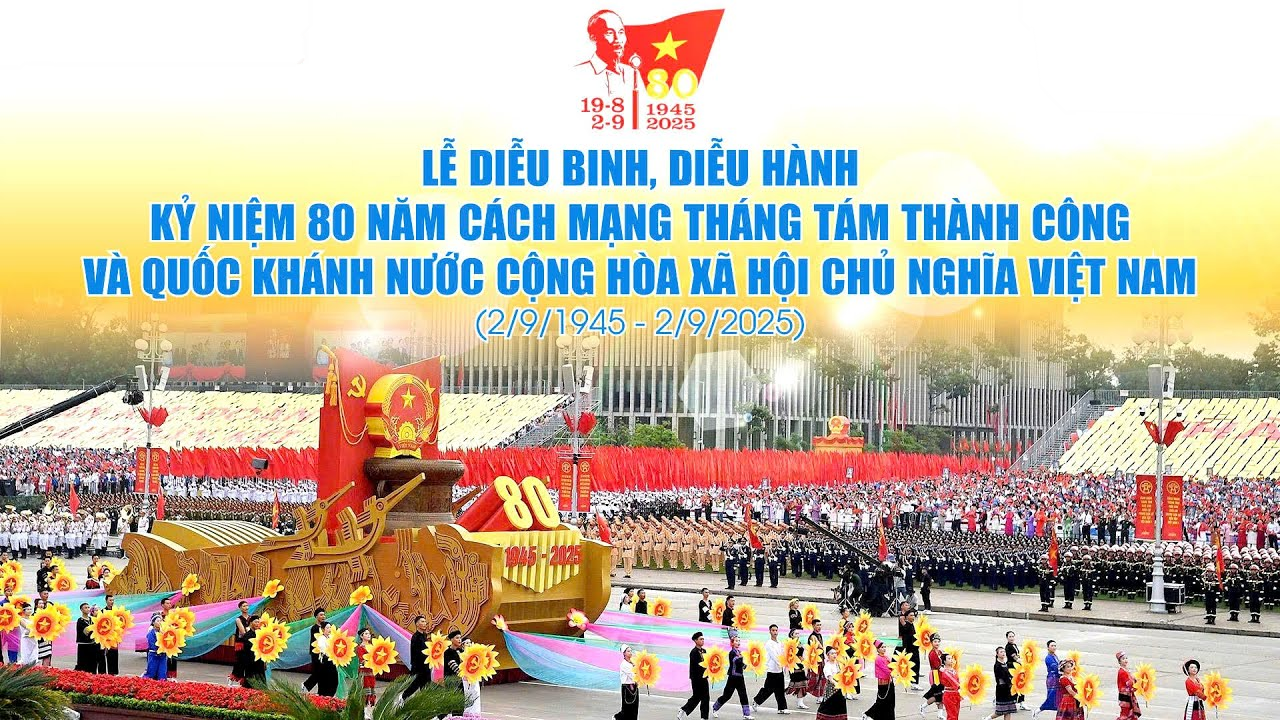 80
19-8
1945
2-9
2025
LỄ DIỄU BINH, DIỄU HÀNH
KỶ NIỆM 80 NĂM CÁCH MẠNG THÁNG TÁM THÀNH CÔNG
VÀ QUỐC KHÁNH NƯỚC CỘNG HÒA XÃ HỘI CHỦ NGHĨA VIỆT NAM
(2/9/1945 - 2/9/2025)
80
1945 - 2025